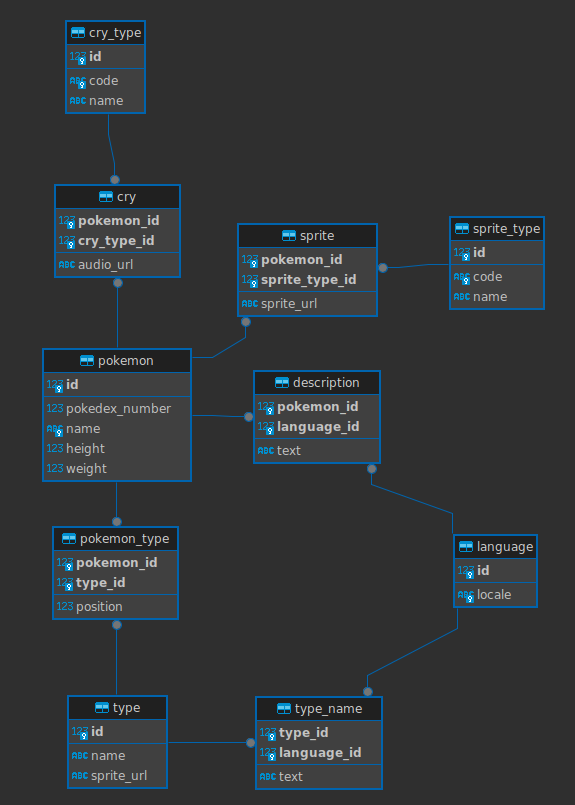 cry_type
123 id
ABC code
ABC name
cry
123 pokemon_id
123 cry_type_id
ABC audio_url
sprite
123 pokemon_id
123 sprite_type_id
ABC sprite_url
sprite_type
123 id
ABC code
ABC name
pokemon
123 id
123 pokedex_number
ABC name
123 height
123 weight
description
123 pokemon_id
123 language_id
ABC text
pokemon_type
123 pokemon_id
123 type_id
123 position
language
123 id
ABC locale
type
123 id
ABC name
ABC sprite_url
type_name
123 type_id
123 language_id
ABC text